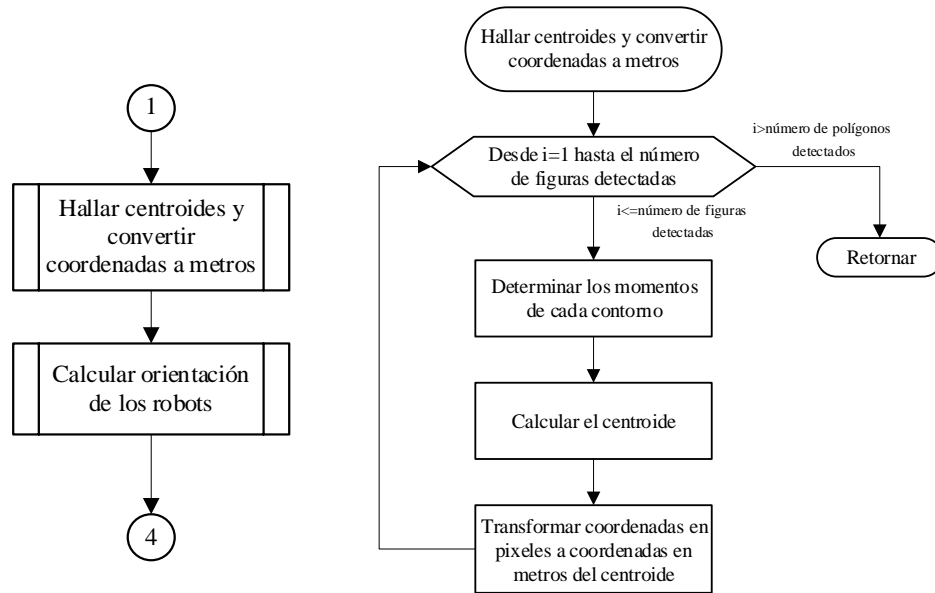 1
Hallar centroides y
convertir
coordenadas a metros
Calcular orientación
de los robots
4
Hallar centroides y convertir
coordenadas a metros
Desde i=1 hasta el número
de figuras detectadas
i>número de polígonos
detectados
Retornar
i<=número de figuras
detectadas
Determinar los momentos
de cada contorno
Calcular el centroide
Transformar coordenadas en
pixeles a coordenadas en
metros del centroide